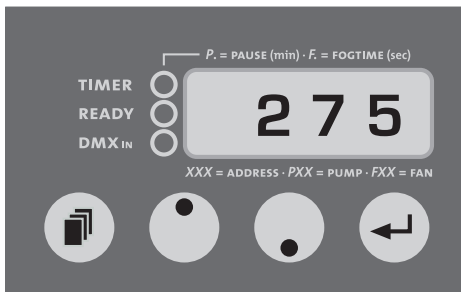 P. = PAUSE (min) · F. = FOGTIME (sec)
TIMER
READY
DMX IN
275
XXX = ADDRESS · PXX = PUMP · FXX = FAN